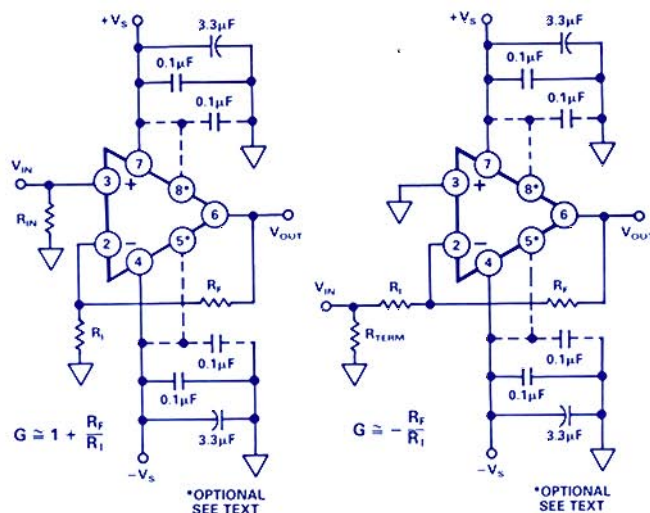 +Vs
3.3μF
0.1μF
0.1μF
VIN
3
+
7
8*
6
RIN
2
−
4
5*
VOUT
RF
RI
0.1μF
0.1μF
3.3μF
G ≅ 1 + RF/RI
−Vs
*OPTIONAL
SEE TEXT
+Vs
3.3μF
0.1μF
0.1μF
3
+
7
8*
6
2
−
4
5*
VOUT
VIN
RI
RF
RTERM
0.1μF
0.1μF
3.3μF
G ≅ − RF/RI
−Vs
*OPTIONAL
SEE TEXT